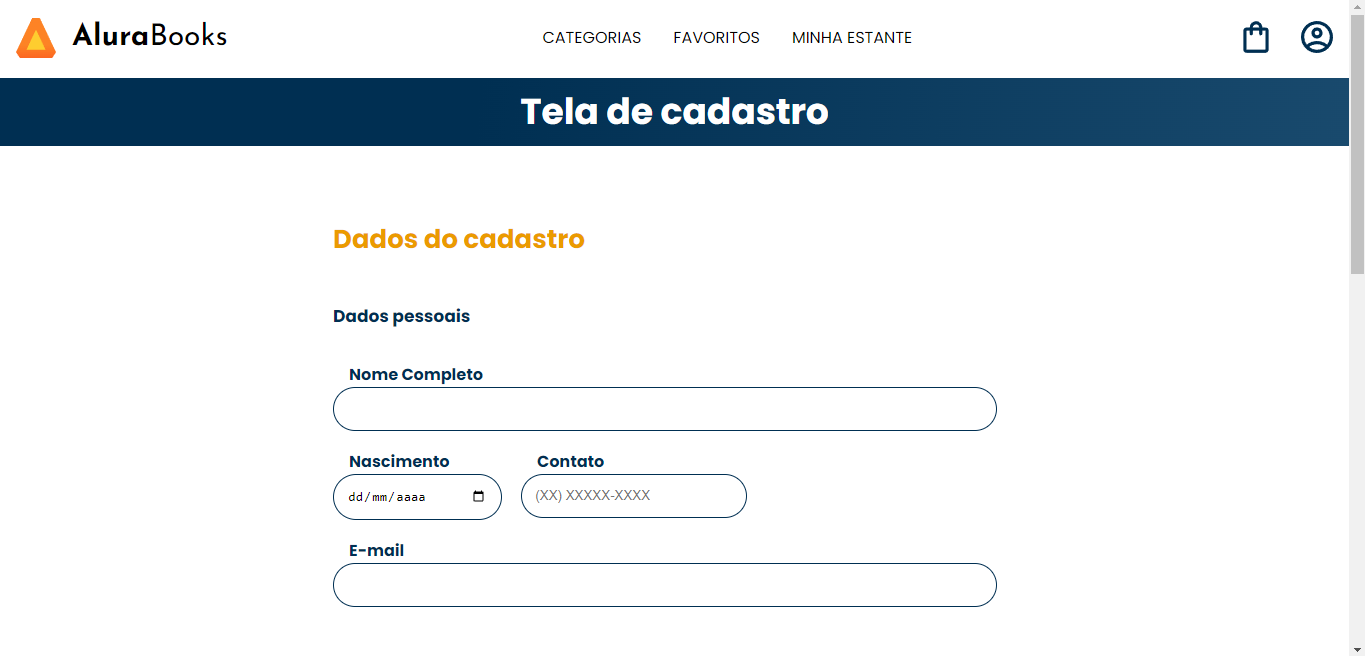 AluraBooks
CATEGORIAS FAVORITOS MINHA ESTANTE
Tela de cadastro
Dados do cadastro
Dados pessoais
Nome Completo
Nascimento Contato
dd/mm/aaaa (XX) XXXXX-XXXX
E-mail